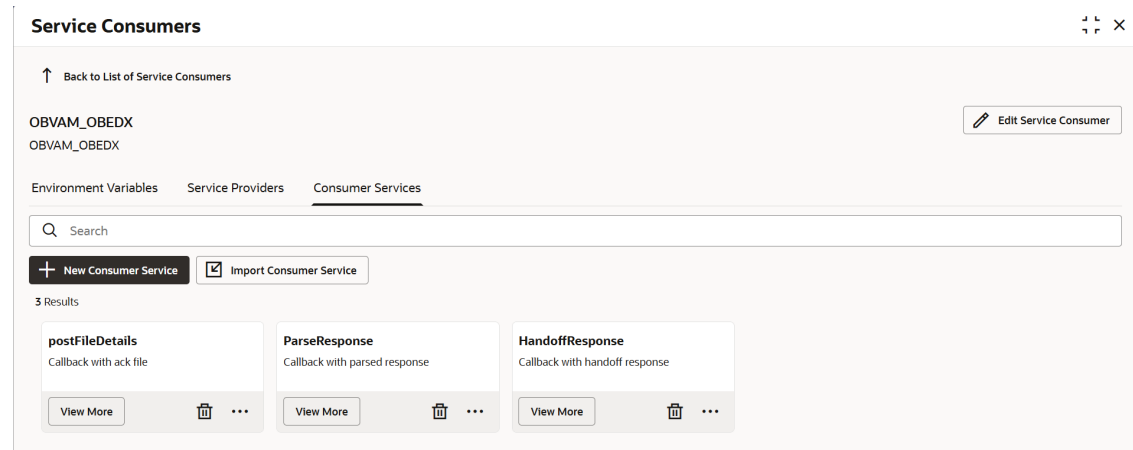 Service Consumers
Back to List of Service Consumers
OBVAM_OBEDX
Edit Service Consumer
OBVAM_OBEDX
Environment Variables Service Providers Consumer Services
Search
New Consumer Service Import Consumer Service
3 Results
postFileDetails ParseResponse HandoffResponse
Callback with ack file Callback with parsed response Callback with handoff response
View More View More View More